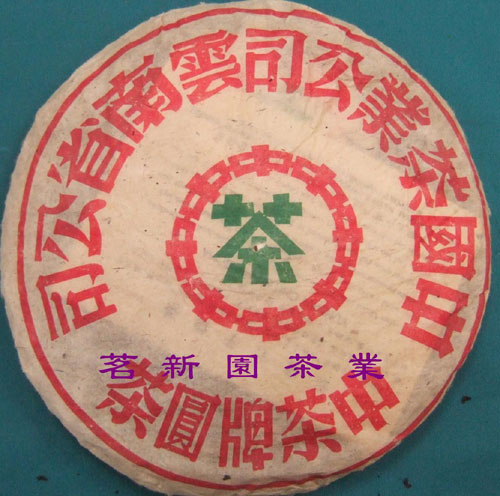 中國茶業公司雲南省公司
茶
茗新園茶業
中茶牌圓茶